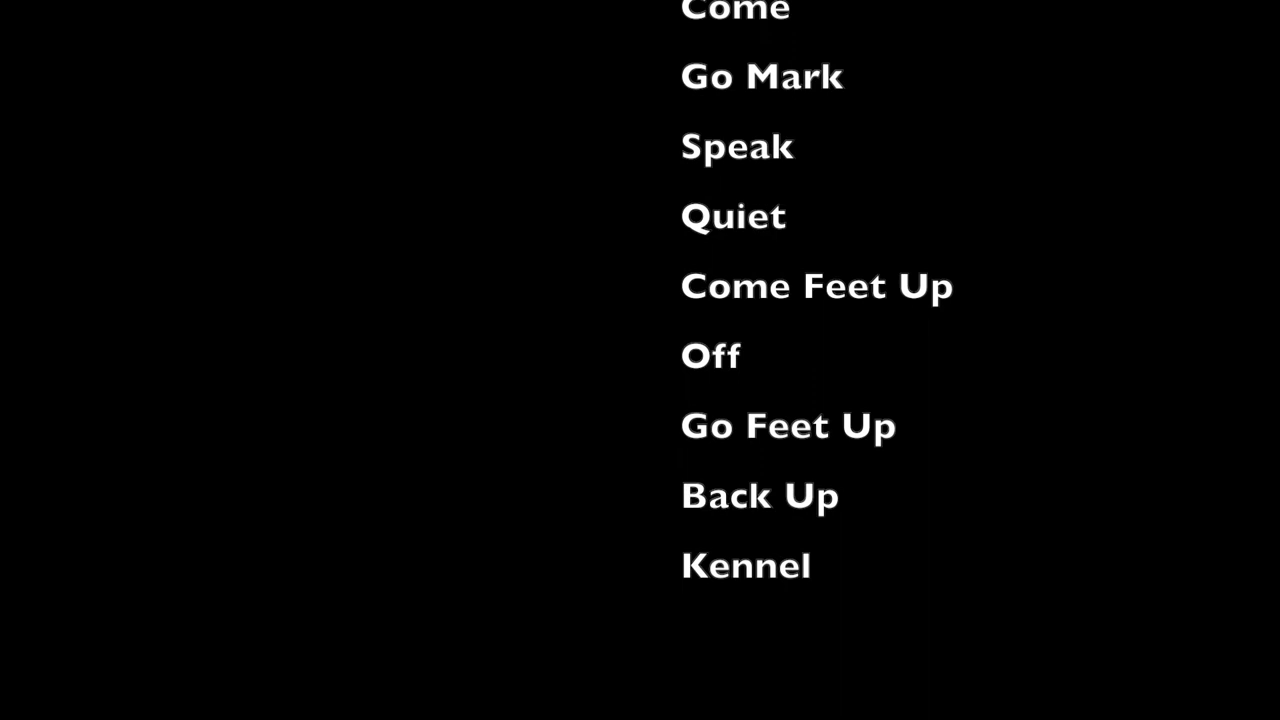 Come
Go Mark
Speak
Quiet
Come Feet Up
Off
Go Feet Up
Back Up
Kennel